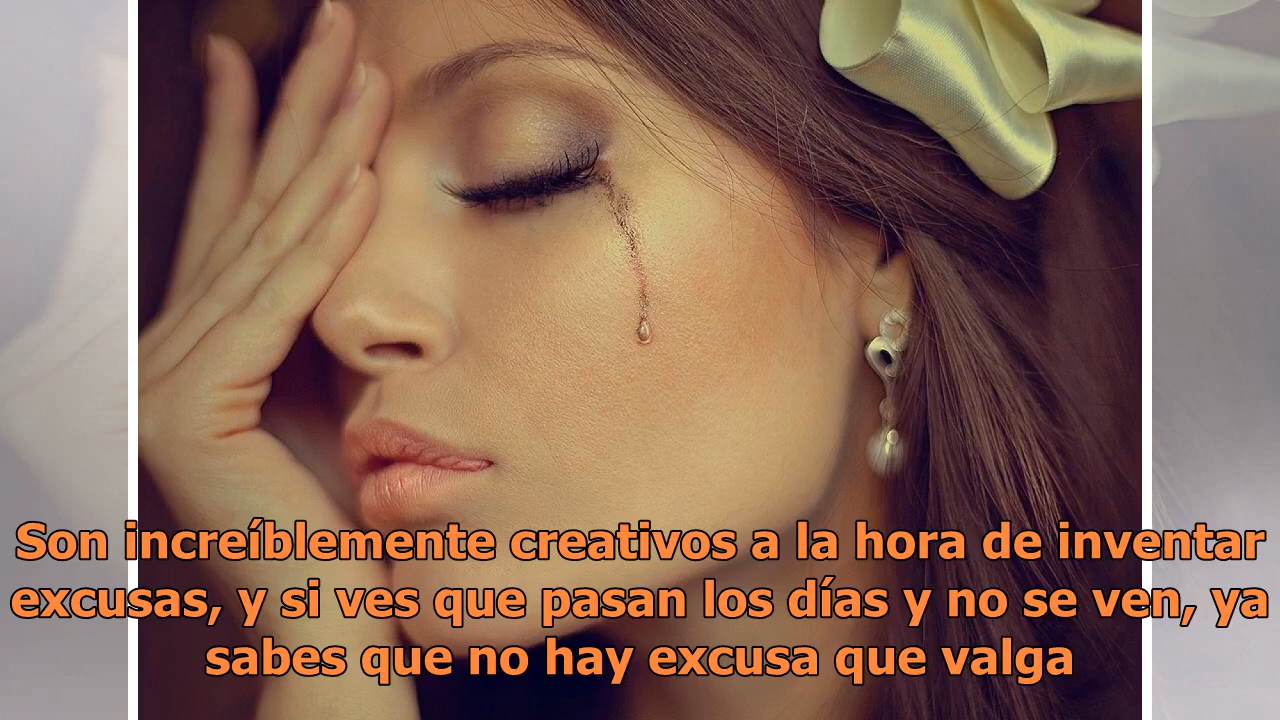 Son increíblemente creativos a la hora de inventar
excusas, y si ves que pasan los días y no se ven, ya
sabes que no hay excusa que valga